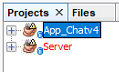 Projects X Files
App_Chatv4
Server